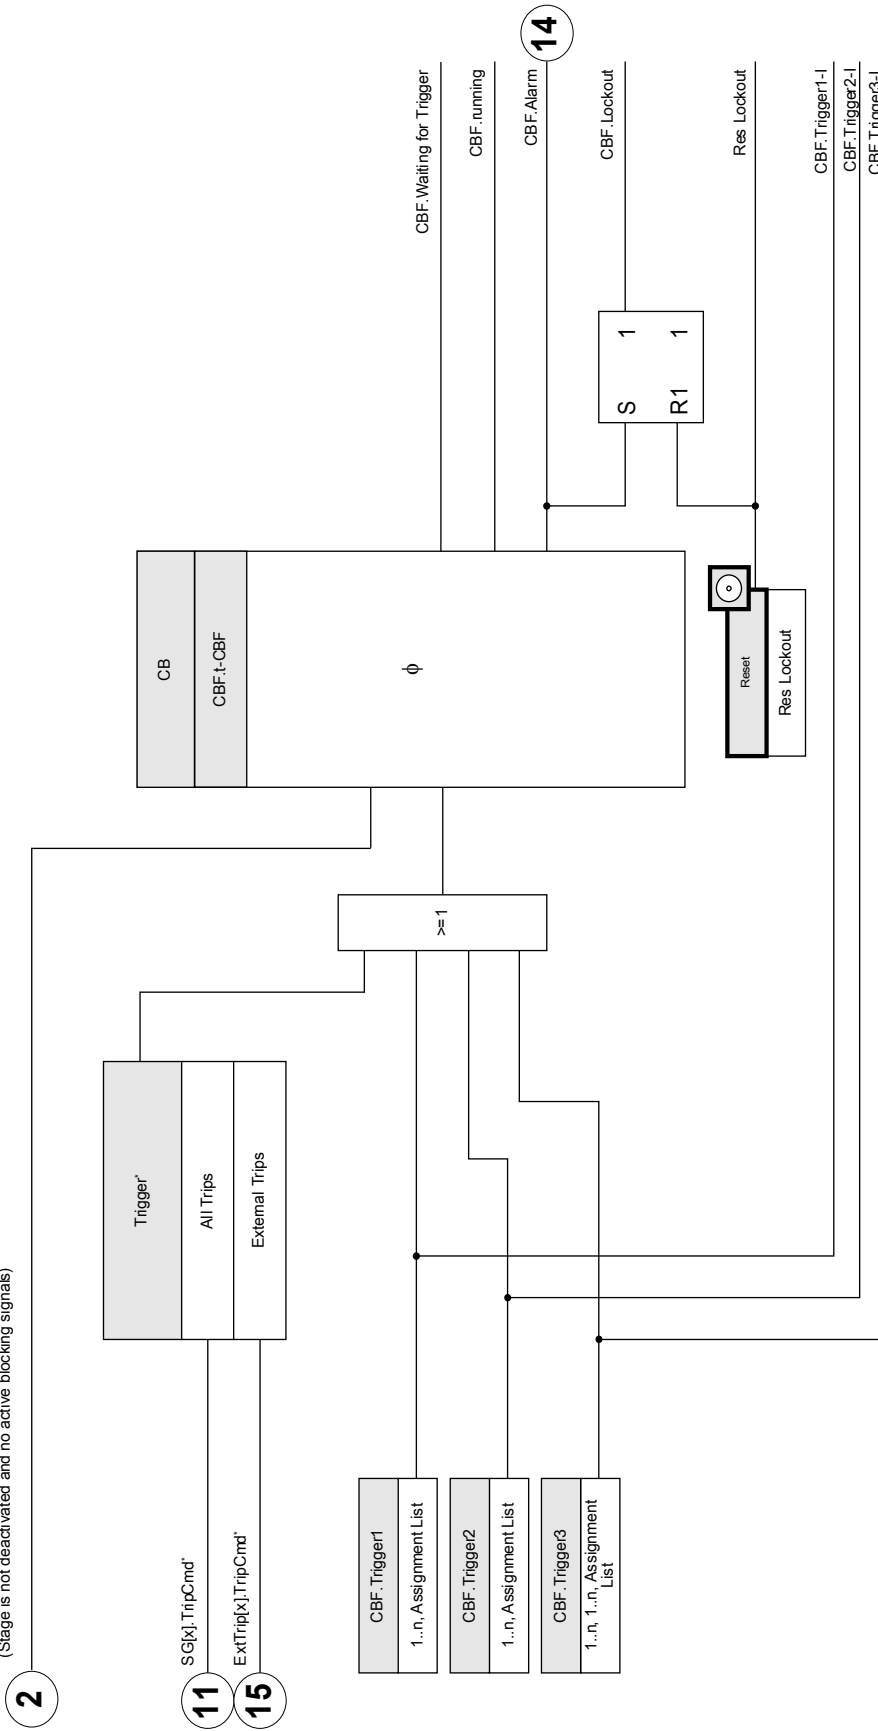 (Stage is not deactivated and no active blocking signals)
2
SG[x].TripCmd*
11
ExtTrip[x].TripCmd*
15
Trigger*
All Trips
External Trips
CBF.Trigger1
1..n, Assignment List
CBF.Trigger2
1..n, Assignment List
CBF.Trigger3
1..n, 1..n, Assignment
List
>=1
CB
CBF.t-CBF
ϕ
CBF.Waiting for Trigger
CBF.running
CBF.Alarm
14
S 1
R1 1
CBF.Lockout
Reset
Res Lockout
Res Lockout
CBF.Trigger1-I
CBF.Trigger2-I
CBF.Trigger3-I